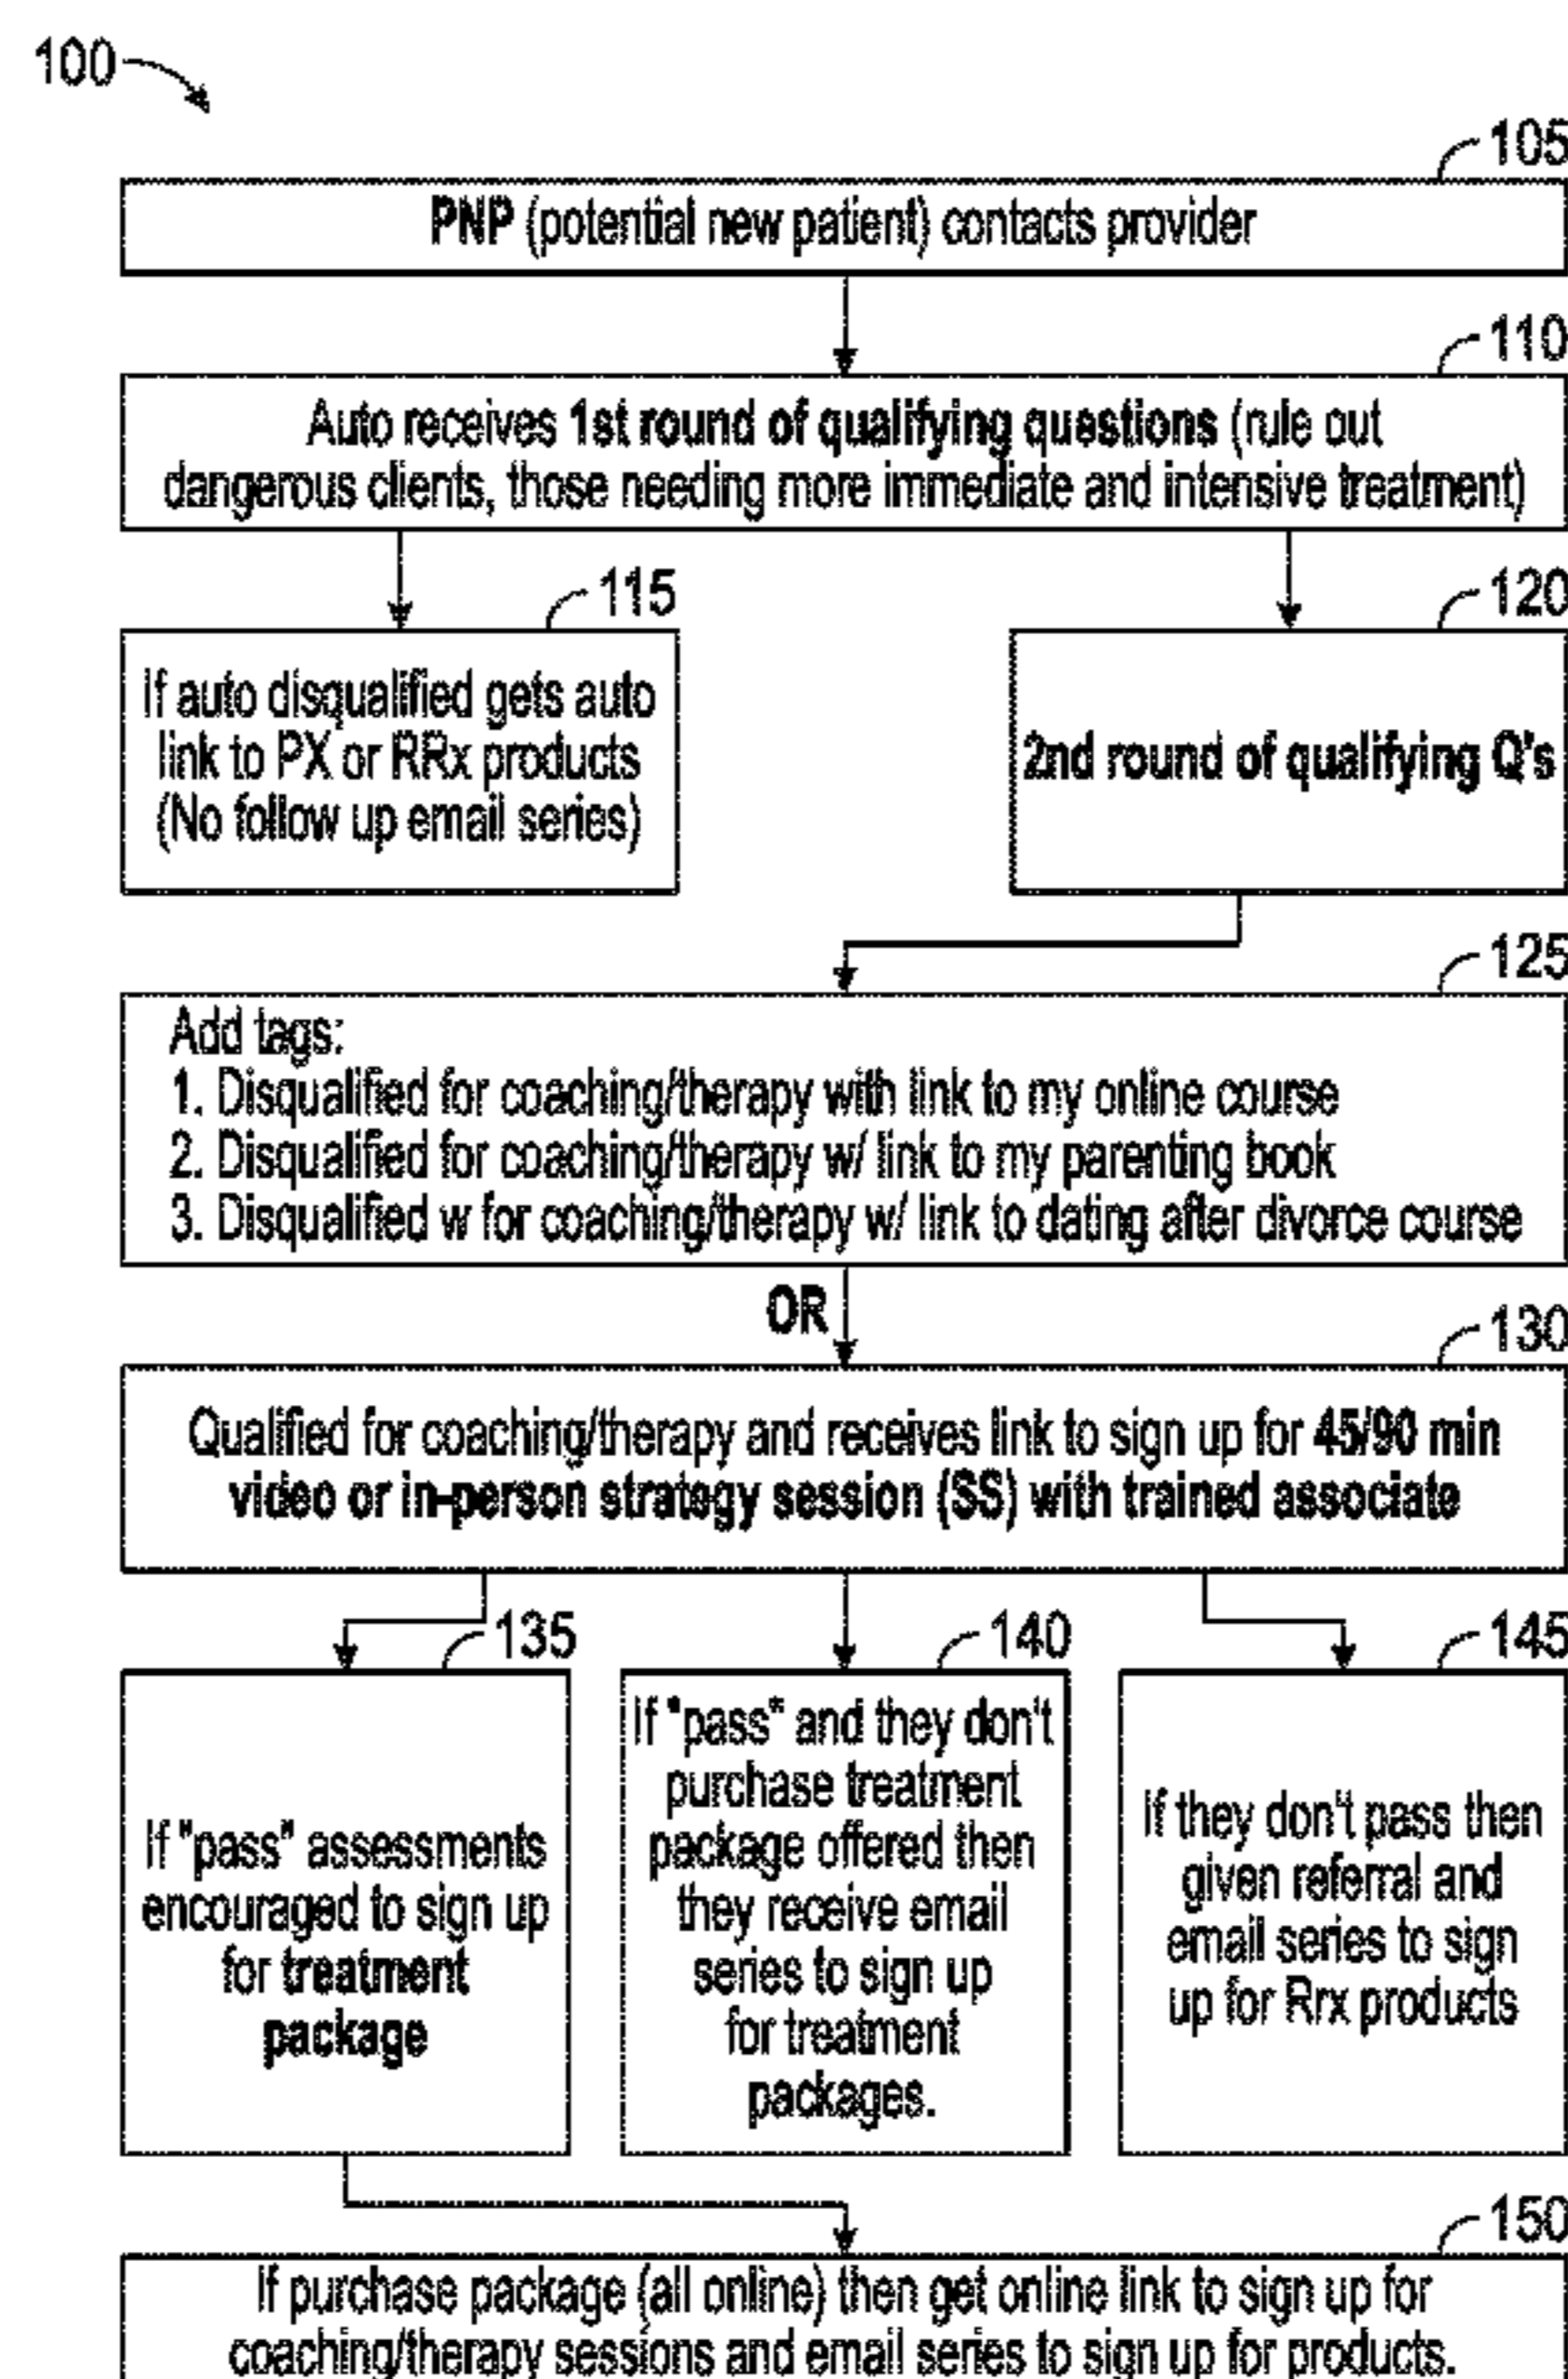 100
105
PNP (potential new patient) contacts provider
110
Auto receives 1st round of qualifying questions (rule out
dangerous clients, those needing more immediate and intensive treatment)
115
If auto disqualified gets auto
link to PX or RRx products
(No follow up email series)
120
2nd round of qualifying Q's
125
Add tags:
1. Disqualified for coaching/therapy with link to my online course
2. Disqualified for coaching/therapy w/ link to my parenting book
3. Disqualified w for coaching/therapy w/ link to dating after divorce course
OR
130
Qualified for coaching/therapy and receives link to sign up for 45/90 min
video or in-person strategy session (SS) with trained associate
135
If "pass" assessments
encouraged to sign up
for treatment
package
140
If "pass" and they don't
purchase treatment
package offered then
they receive email
series to sign up
for treatment
packages.
145
If they don't pass then
given referral and
email series to sign
up for Rrx products
150
If purchase package (all online) then get online link to sign up for
coaching/therapy sessions and email series to sign up for products.